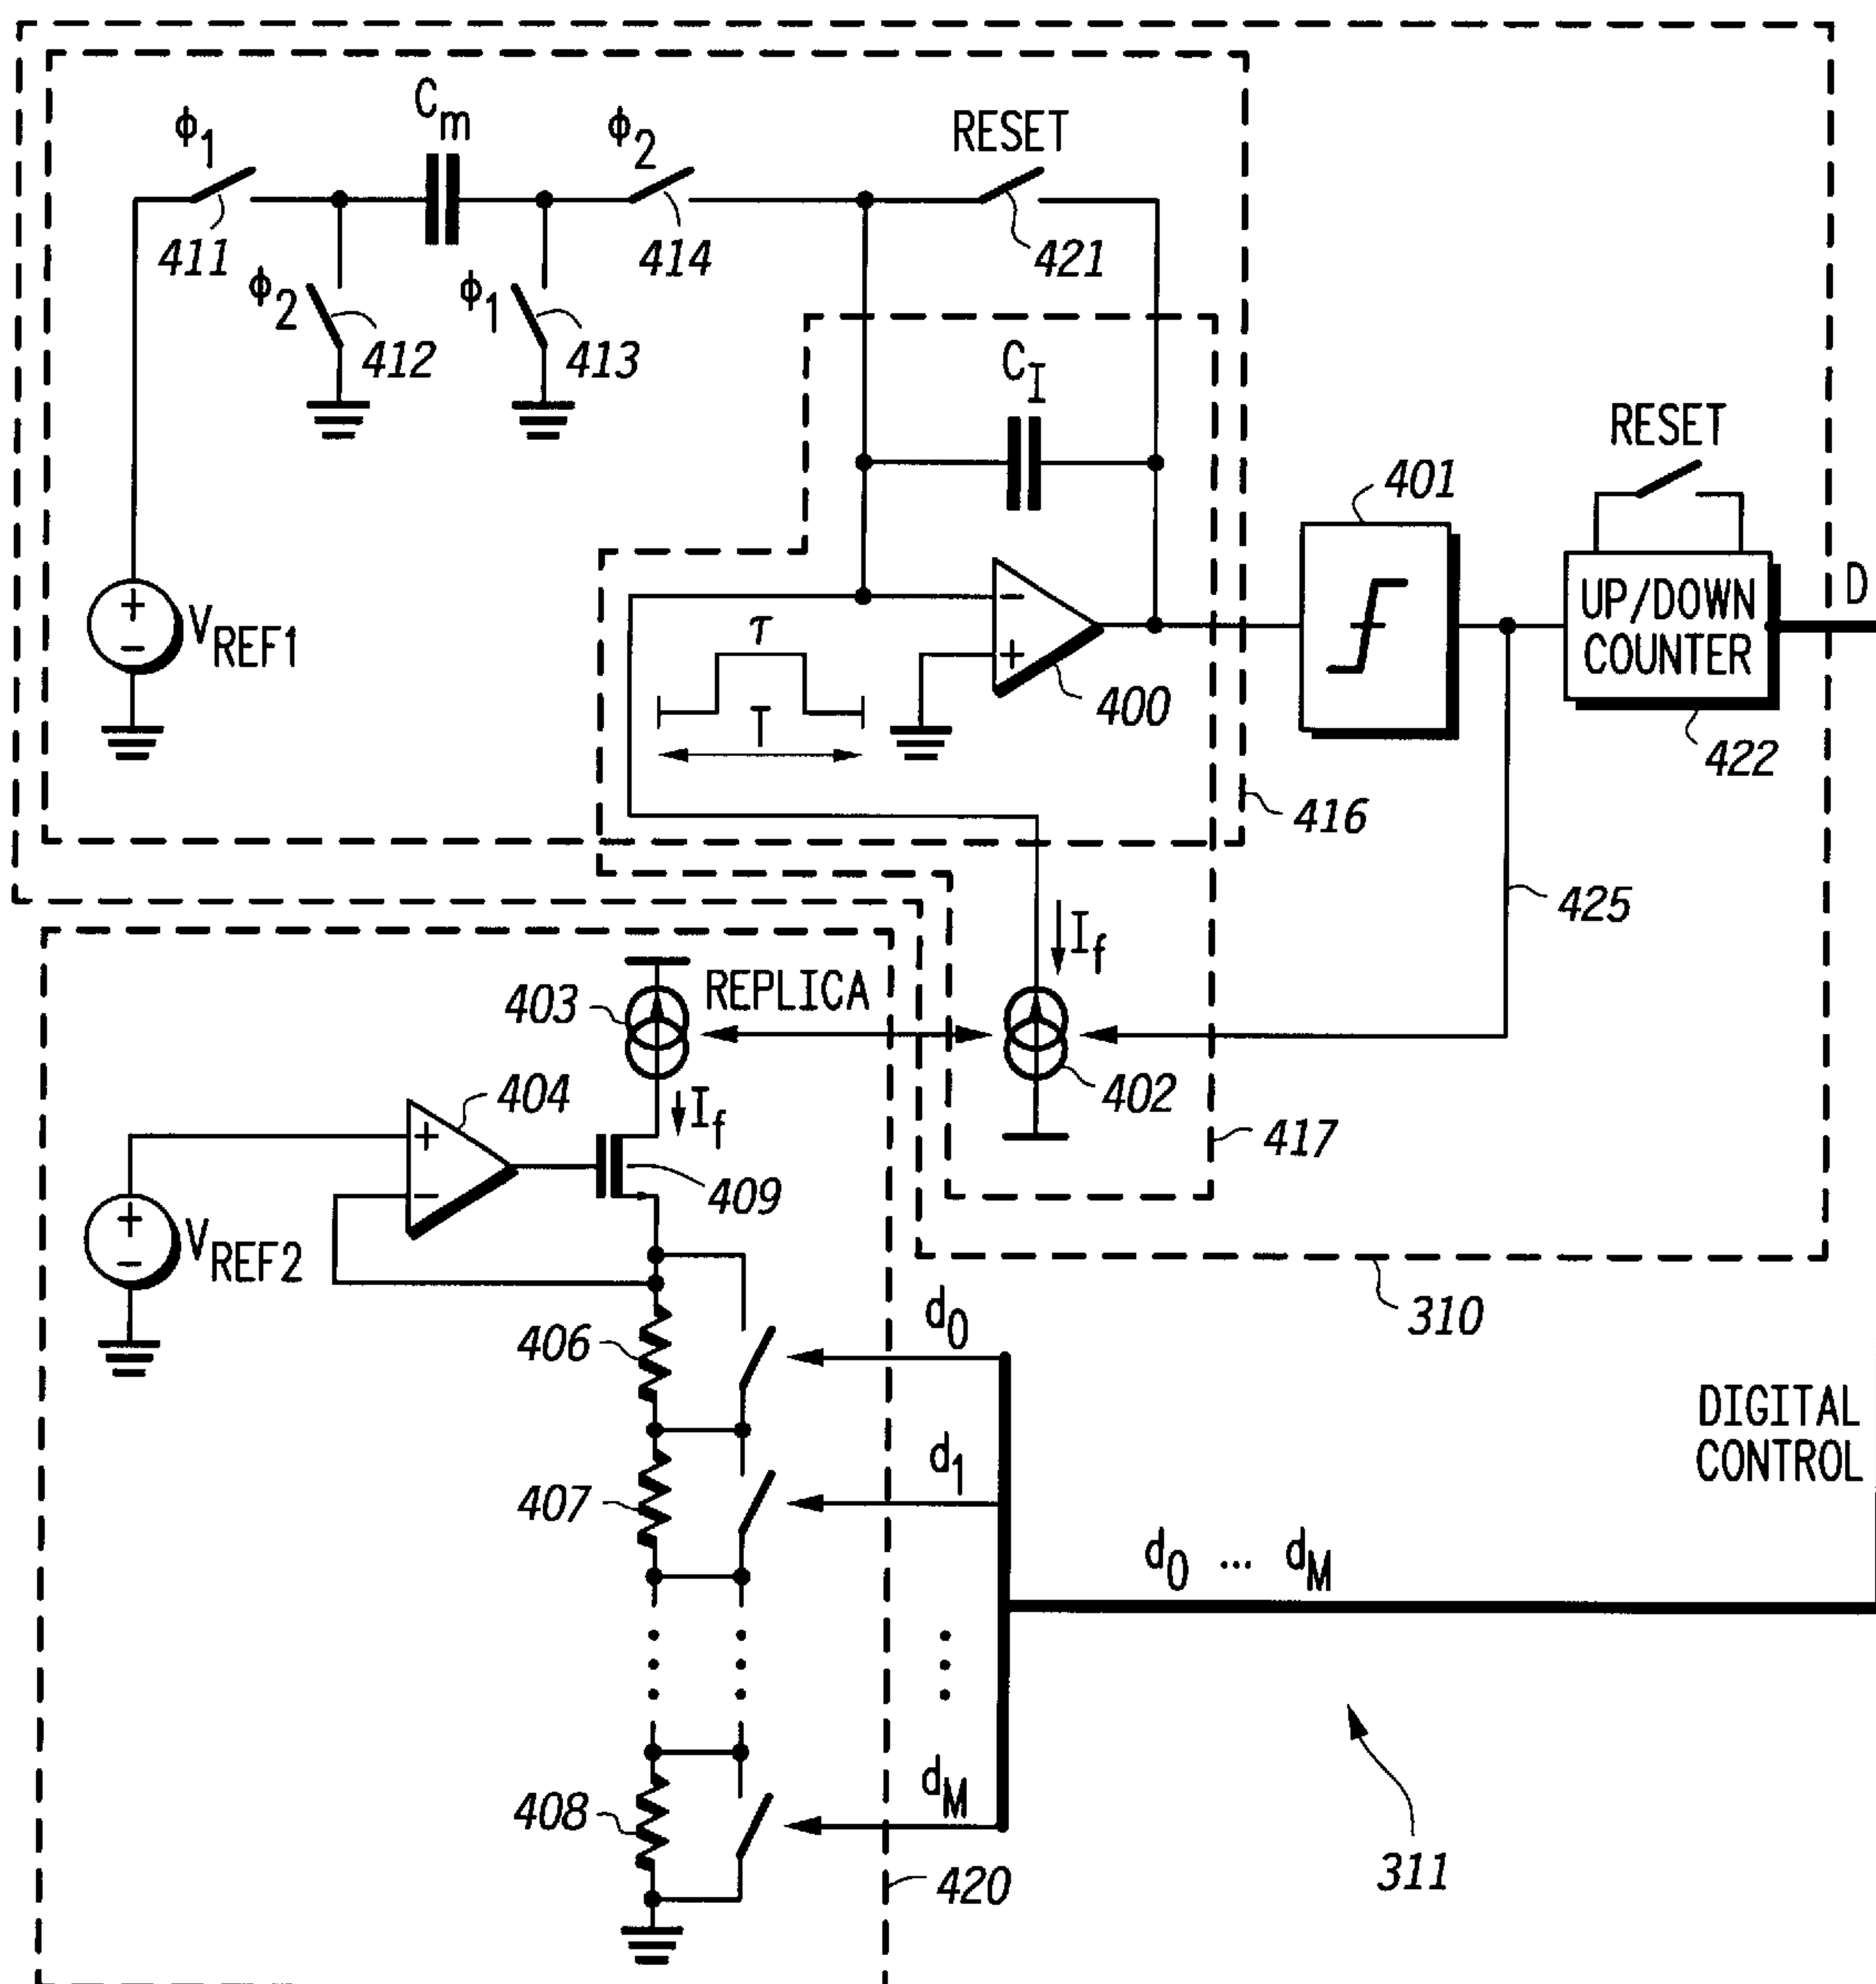 ϕ1
Cm
ϕ2
RESET
411
414
421
ϕ2
412
ϕ1
413
CI
RESET
401
+
−
VREF1
τ
T
−
+
400
UP/DOWN
COUNTER
D
422
416
425
If
403
REPLICA
402
If
404
+
−
409
417
+
−
VREF2
310
406
d0
DIGITAL
CONTROL
407
d1
d0 ... dM
408
dM
420
311